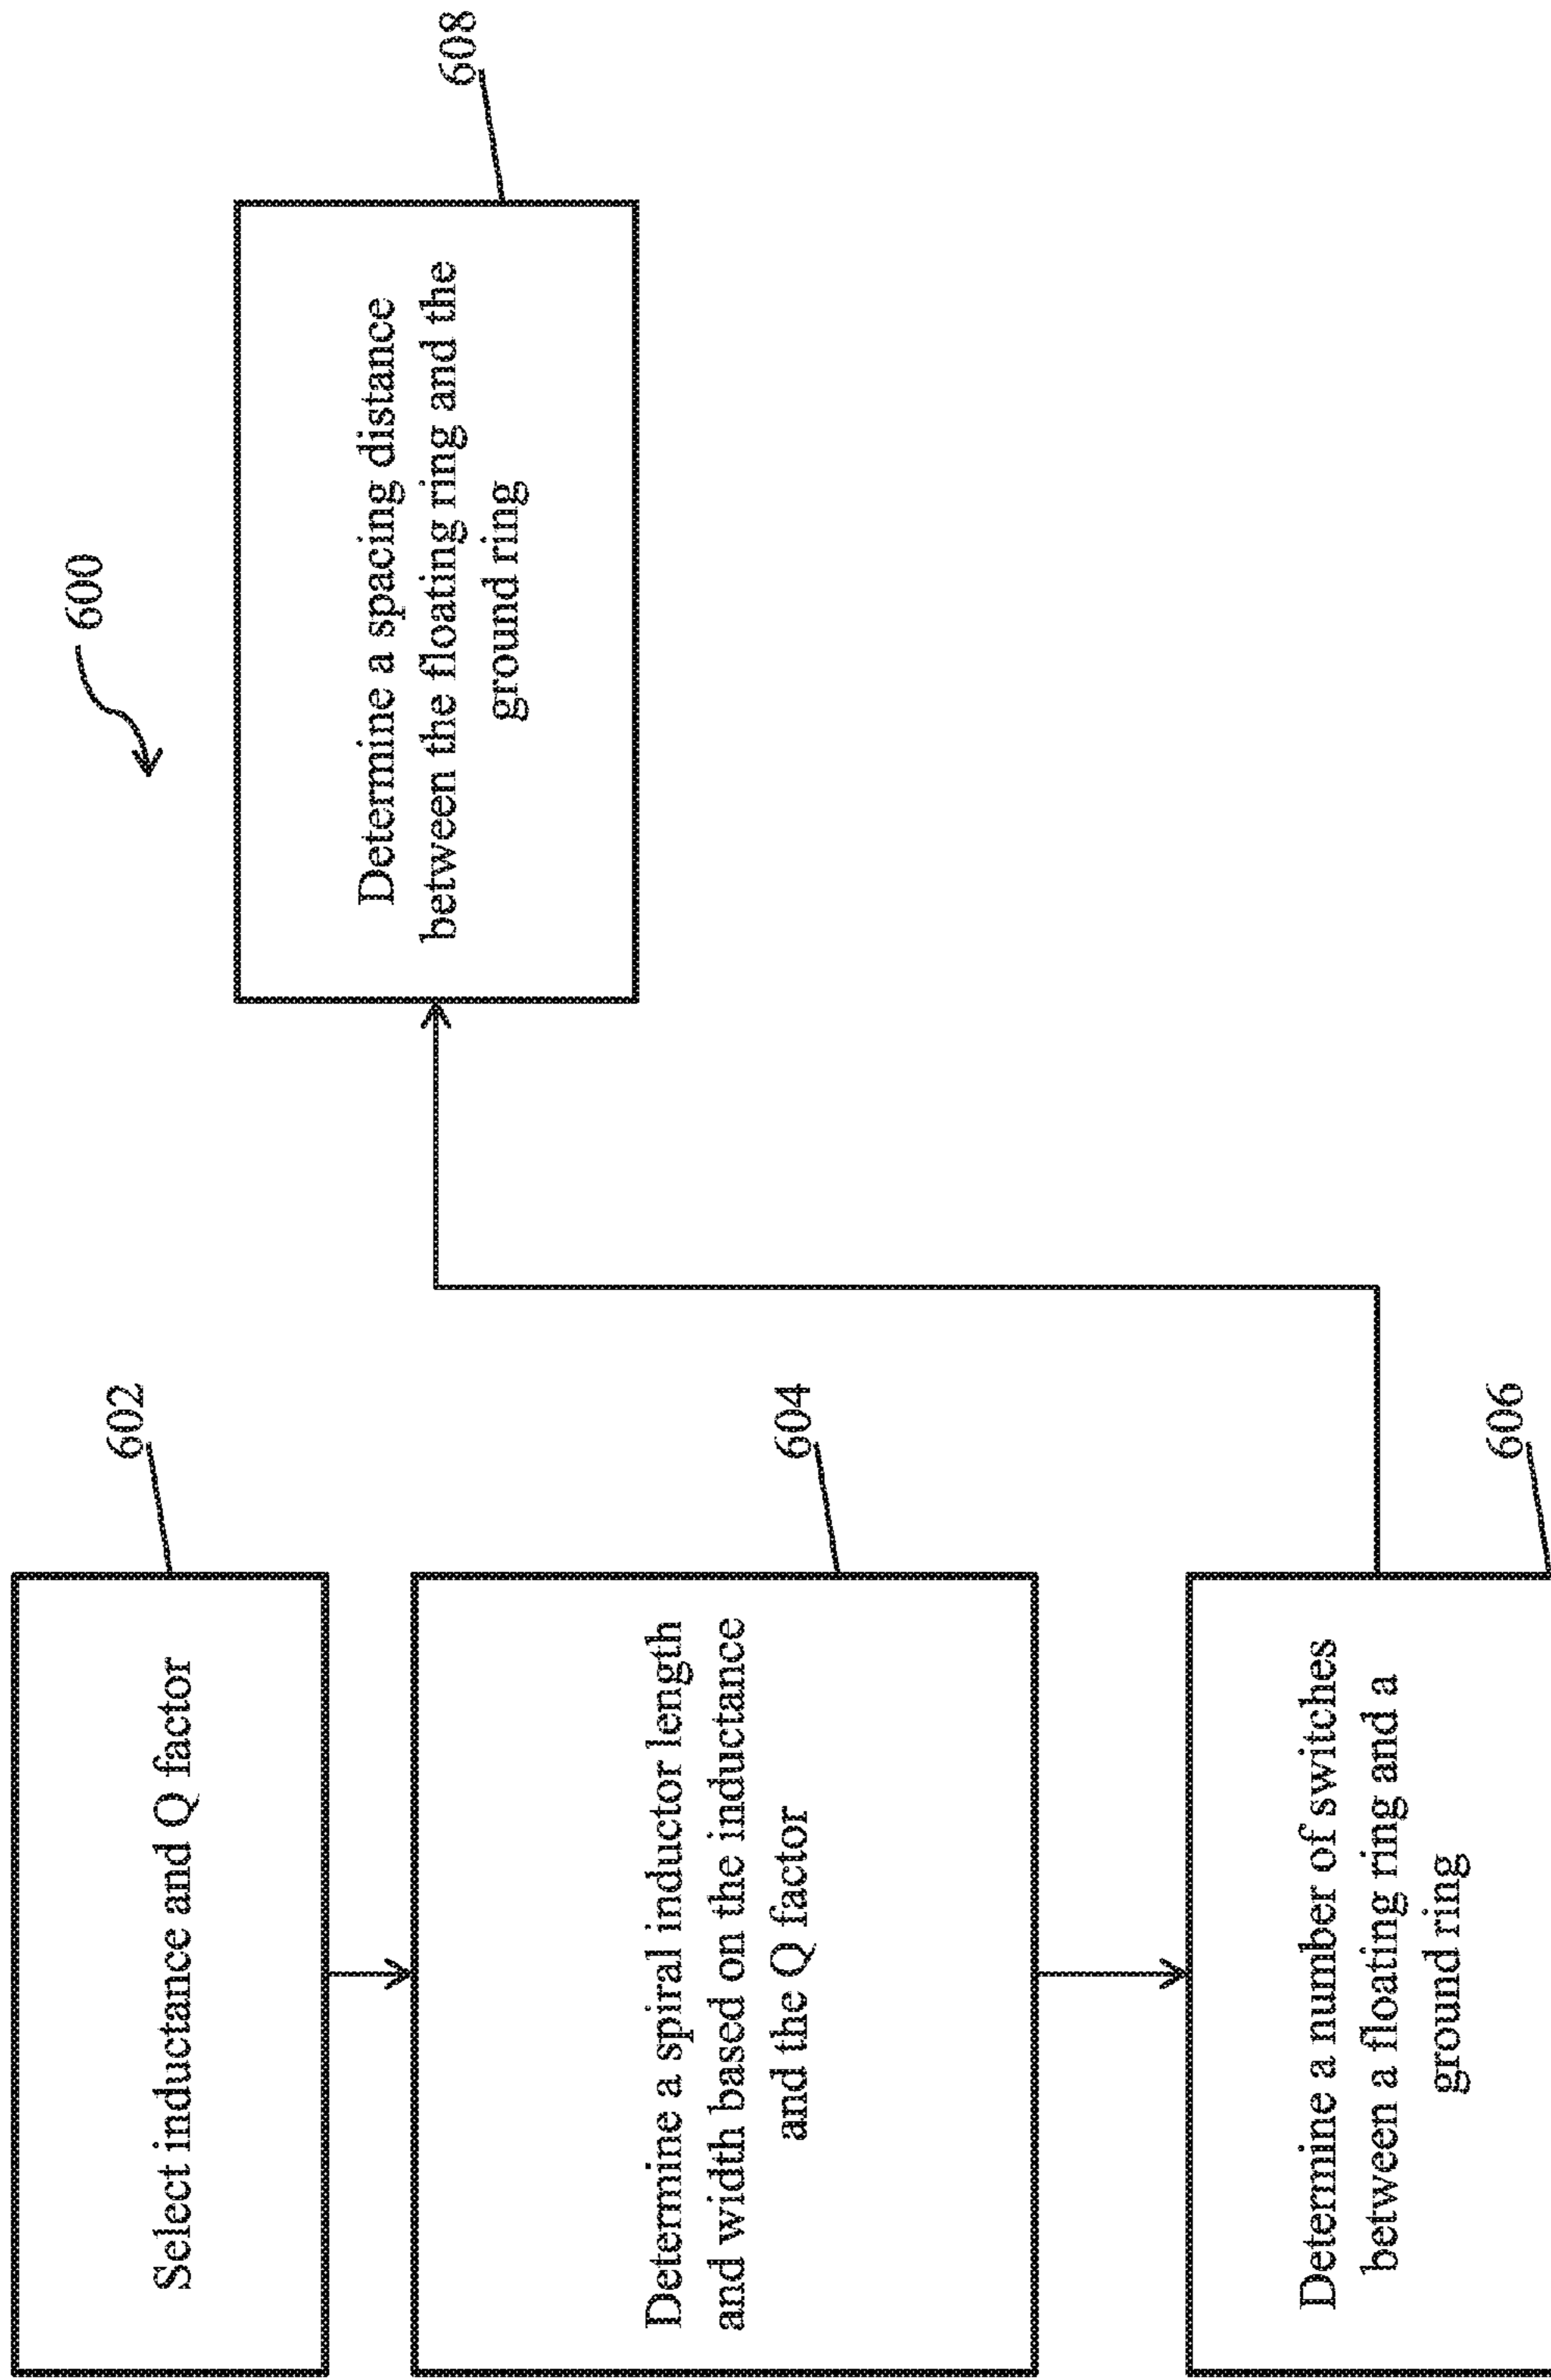 600
Select inductance and Q factor
602
Determine a spiral inductor length
and width based on the inductance
and the Q factor
604
Determine a number of switches
between a floating ring and a
ground ring
606
Determine a spacing distance
between the floating ring and the
ground ring
608